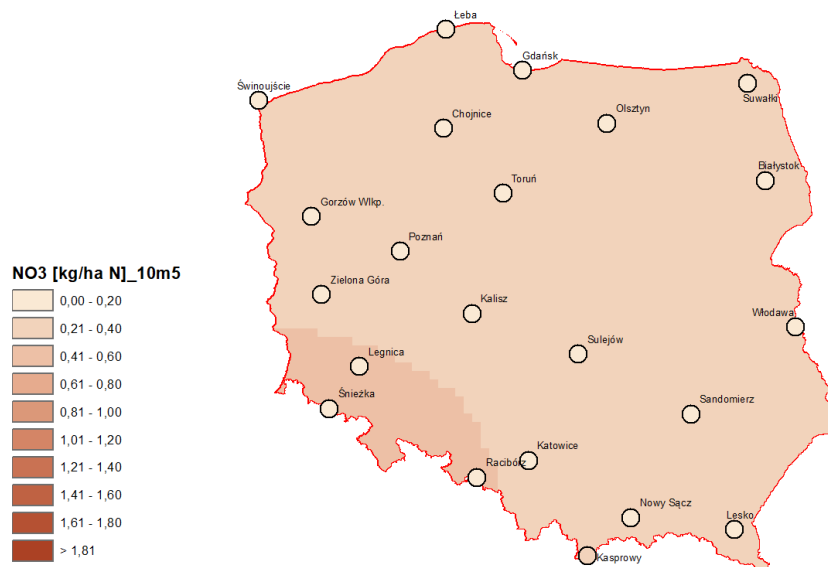 Łeba
Gdańsk
Świnoujście
Suwałki
Chojnice
Olsztyn
Białystok
Toruń
Gorzów Wlkp.
Poznań
NO3 [kg/ha N]_10m5
Zielona Góra
0,00 - 0,20
0,21 - 0,40
Kalisz
Włodawa
0,41 - 0,60
Sulejów
Legnica
0,61 - 0,80
Śnieżka
0,81 - 1,00
Sandomierz
1,01 - 1,20
Katowice
1,21 - 1,40
Racibórz
1,41 - 1,60
Nowy Sącz
Lesko
1,61 - 1,80
> 1,81
Kasprowy